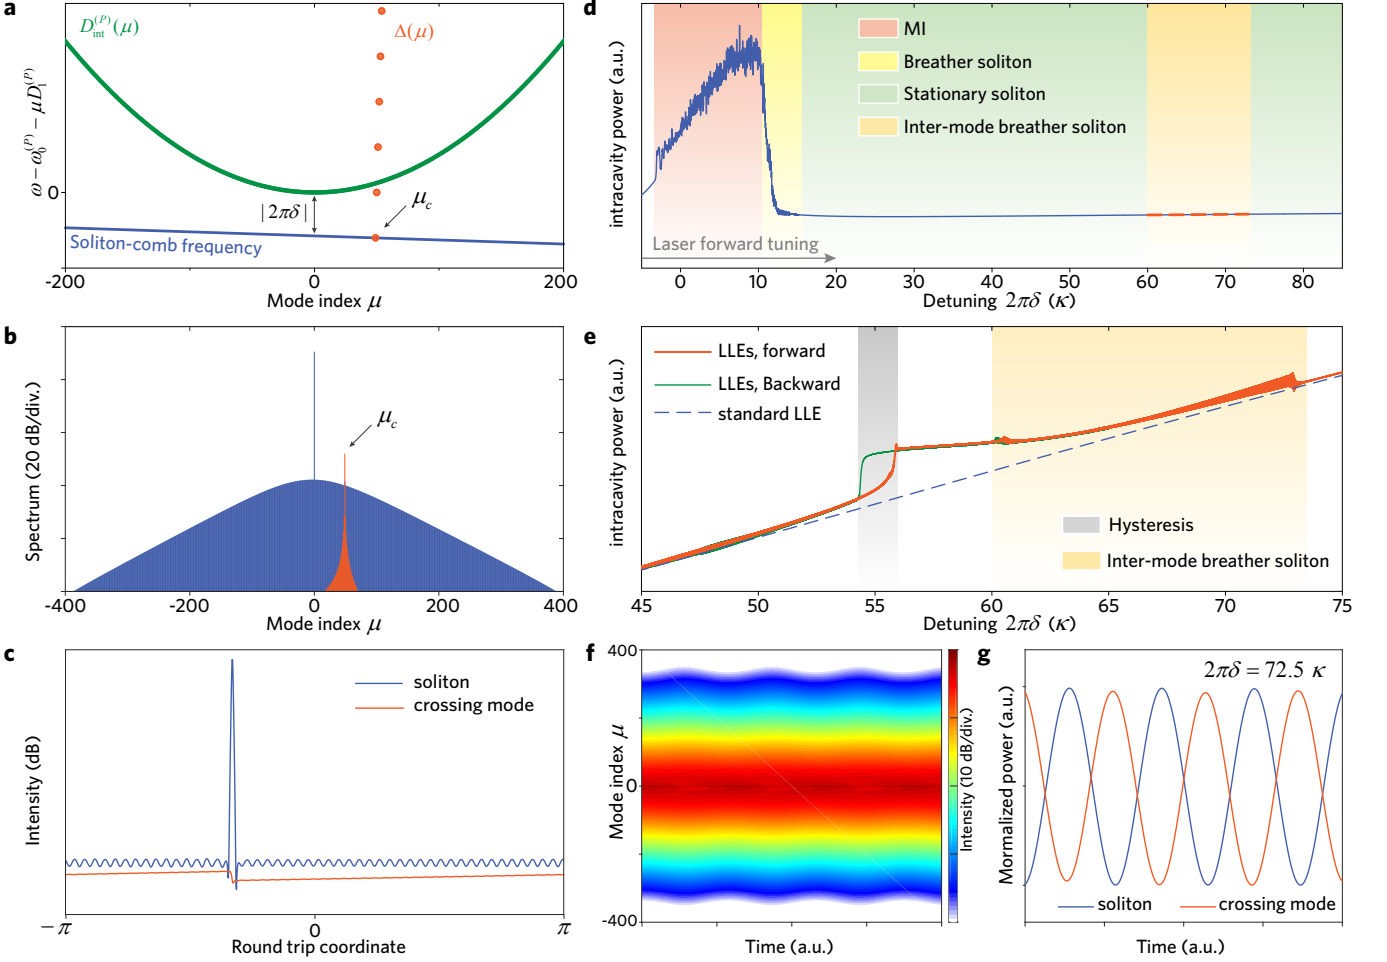 a
D_int^(P)(μ)
Δ(μ)
ω − ω_0^(P) − μD_1^(P)
0
|2πδ|
μ_c
Soliton-comb frequency
-200 0 200
Mode index μ
b
Spectrum (20 dB/div.)
μ_c
-400 -200 0 200 400
Mode index μ
c
Intensity (dB)
soliton
crossing mode
−π 0 π
Round trip coordinate
d
intracavity power (a.u.)
MI
Breather soliton
Stationary soliton
Inter-mode breather soliton
Laser forward tuning
0 10 20 30 40 50 60 70 80
Detuning 2πδ (κ)
e
intracavity power (a.u.)
LLEs, forward
LLEs, Backward
standard LLE
Hysteresis
Inter-mode breather soliton
45 50 55 60 65 70 75
Detuning 2πδ (κ)
f
400
Mode index μ
0
-400
Time (a.u.)
Intensity (10 dB/div.)
g
2πδ = 72.5 κ
Mormalized power (a.u.)
soliton
crossing mode
Time (a.u.)